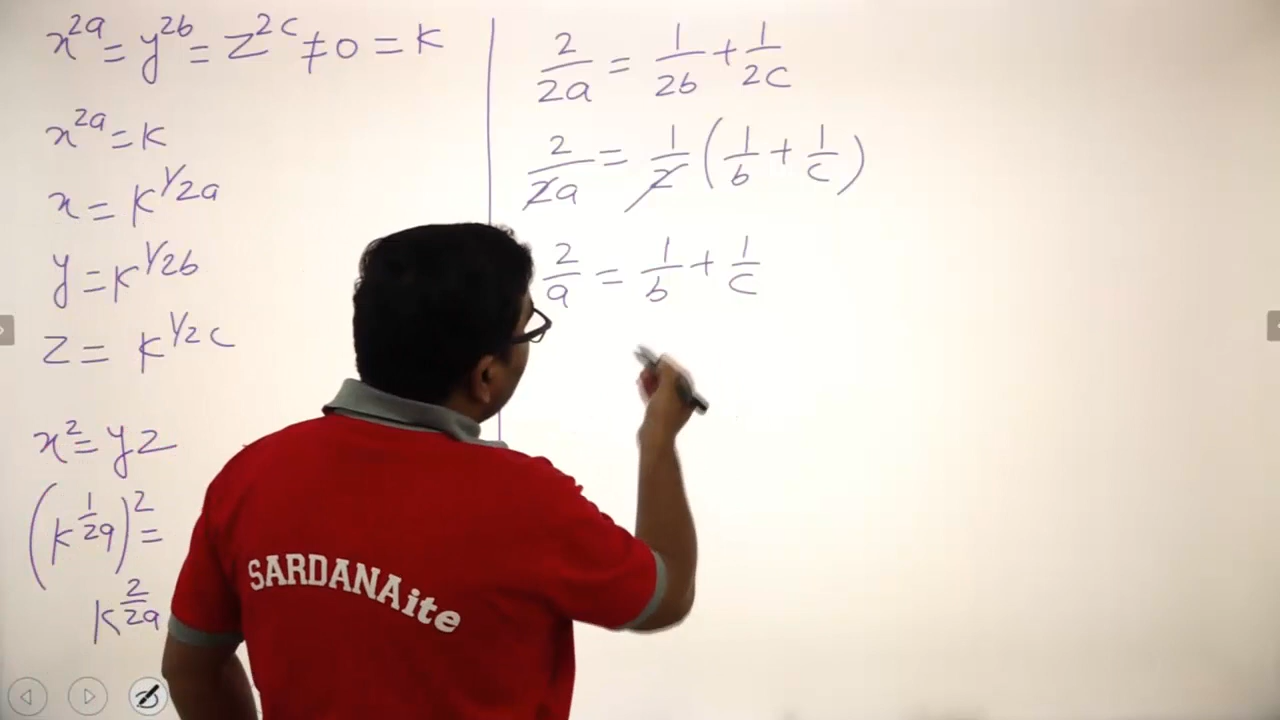 x^2a = y^2b = z^2c ≠ 0 = k
x^2a = k
x = k^1/2a
y = k^1/2b
z = k^1/2c
x^2 = yz
(k^1/2a)^2 =
k^2/2a
2/2a = 1/2b + 1/2c
2/2a = 1/2 (1/b + 1/c)
2/a = 1/b + 1/c
SARDANAite